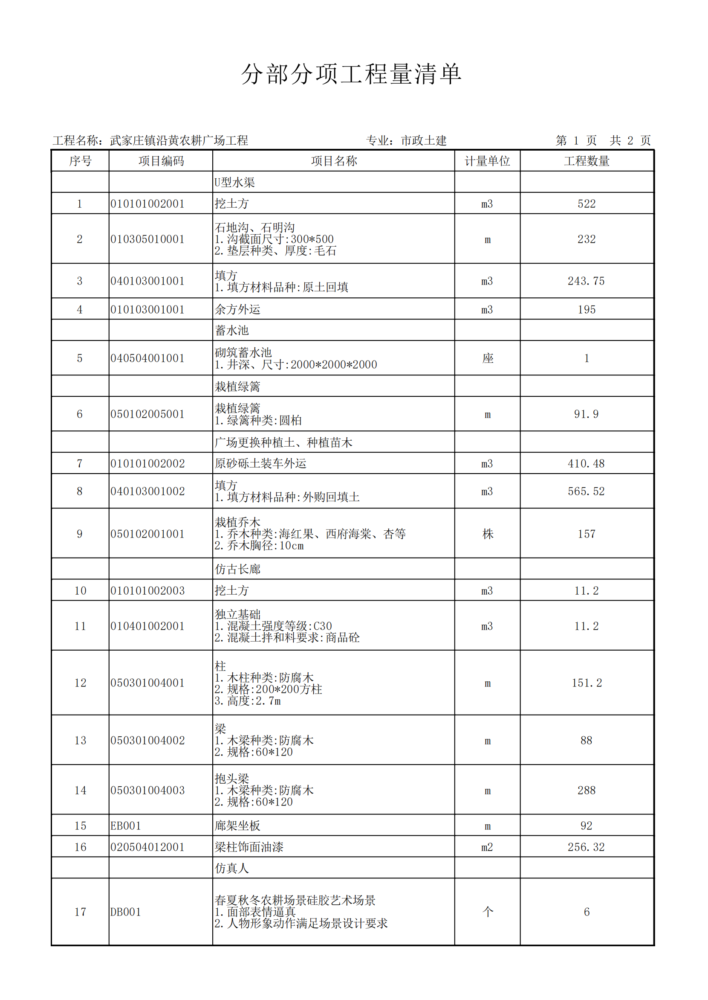 分部分项工程量清单
工程名称：武家庄镇沿黄农耕广场工程 专业：市政土建 第 1 页 共 2 页
序号 项目编码 项目名称 计量单位 工程数量
U型水渠
1 010101002001 挖土方 m3 522
2 010305010001 石地沟、石明沟
1.沟截面尺寸:300*500
2.垫层种类、厚度:毛石 m 232
3 040103001001 填方
1.填方材料品种:原土回填 m3 243.75
4 010103001001 余方外运 m3 195
蓄水池
5 040504001001 砌筑蓄水池
1.井深、尺寸:2000*2000*2000 座 1
栽植绿篱
6 050102005001 栽植绿篱
1.绿篱种类:圆柏 m 91.9
广场更换种植土、种植苗木
7 010101002002 原砂砾土装车外运 m3 410.48
8 040103001002 填方
1.填方材料品种:外购回填土 m3 565.52
9 050102001001 栽植乔木
1.乔木种类:海红果、西府海棠、杏等
2.乔木胸径:10cm 株 157
仿古长廊
10 010101002003 挖土方 m3 11.2
11 010401002001 独立基础
1.混凝土强度等级:C30
2.混凝土拌和料要求:商品砼 m3 11.2
12 050301004001 柱
1.木柱种类:防腐木
2.规格:200*200方柱
3.高度:2.7m m 151.2
13 050301004002 梁
1.木梁种类:防腐木
2.规格:60*120 m 88
14 050301004003 抱头梁
1.木梁种类:防腐木
2.规格:60*120 m 288
15 EB001 廊架坐板 m 92
16 020504012001 梁柱饰面油漆 m2 256.32
仿真人
17 DB001 春夏秋冬农耕场景硅胶艺术场景
1.面部表情逼真
2.人物形象动作满足场景设计要求 个 6